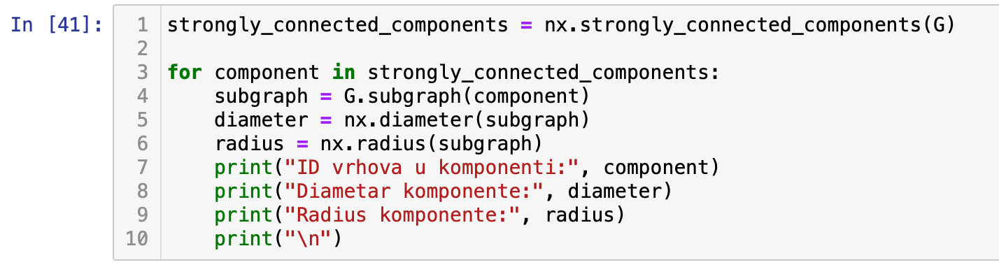 In [41]:
1 strongly_connected_components = nx.strongly_connected_components(G)
2
3 for component in strongly_connected_components:
4     subgraph = G.subgraph(component)
5     diameter = nx.diameter(subgraph)
6     radius = nx.radius(subgraph)
7     print("ID vrhova u komponenti:", component)
8     print("Diametar komponente:", diameter)
9     print("Radius komponente:", radius)
10     print("\n")